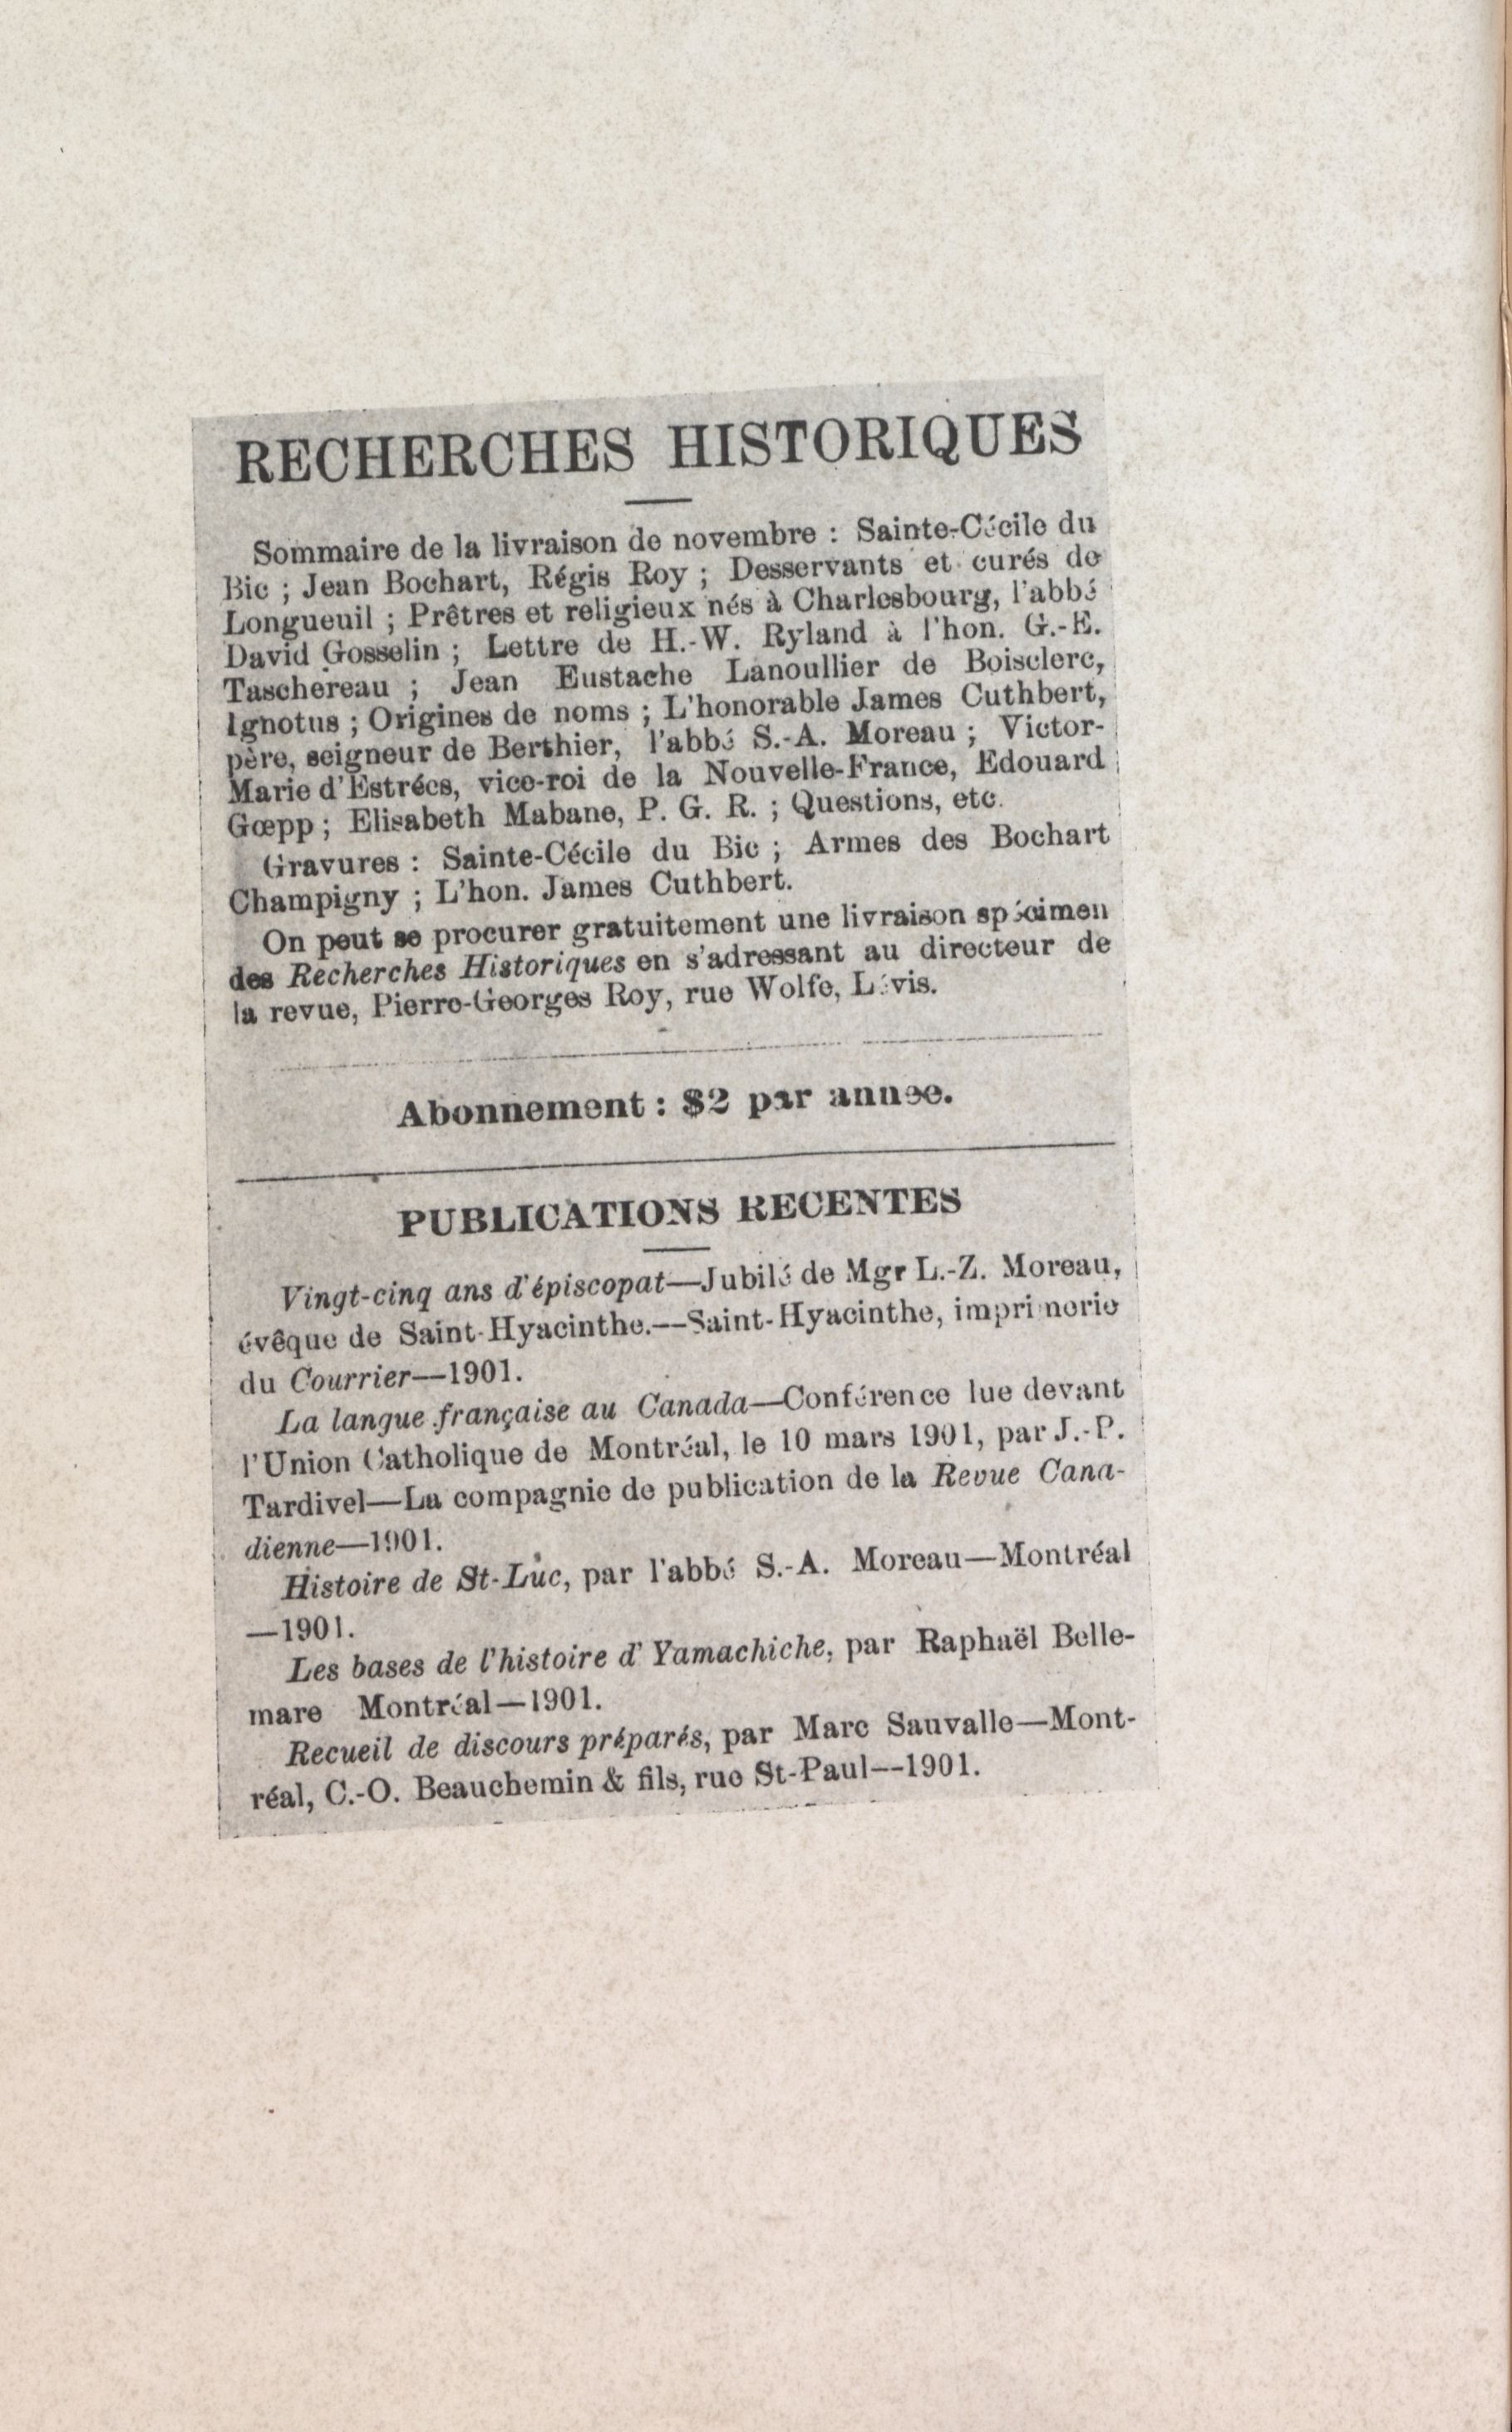 RECHERCHES HISTORIQUES
Sommaire de la livraison de novembre : Sainte-Cécile du
Bic ; Jean Bochart, Régis Roy ; Desservants et curés de
Longueuil ; Prêtres et religieux nés à Charlesbourg, l'abbé
David Gosselin ; Lettre de H.-W. Ryland à l'hon. G.-E.
Taschereau ; Jean Eustache Lanoullier de Boisclerc,
Ignotus ; Origines de noms ; L'honorable James Cuthbert,
père, seigneur de Berthier, l'abbé S.-A. Moreau ; Victor-
Marie d'Estrées, vice-roi de la Nouvelle-France, Edouard
Gœpp ; Elisabeth Mabane, P. G. R. ; Questions, etc.
Gravures : Sainte-Cécile du Bic ; Armes des Bochart
Champigny ; L'hon. James Cuthbert.
On peut se procurer gratuitement une livraison spécimen
des Recherches Historiques en s'adressant au directeur de
la revue, Pierre-Georges Roy, rue Wolfe, Lévis.
Abonnement : $2 par annee.
PUBLICATIONS RECENTES
Vingt-cinq ans d'épiscopat—Jubilé de Mgr L.-Z. Moreau,
évêque de Saint-Hyacinthe.—Saint-Hyacinthe, imprimerie
du Courrier—1901.
La langue française au Canada—Conférence lue devant
l'Union Catholique de Montréal, le 10 mars 1901, par J.-P.
Tardivel—La compagnie de publication de la Revue Cana-
dienne—1901.
Histoire de St-Luc, par l'abbé S.-A. Moreau—Montréal
—1901.
Les bases de l'histoire d'Yamachiche, par Raphaël Belle-
mare Montréal—1901.
Recueil de discours préparés, par Marc Sauvalle—Mont-
réal, C.-O. Beauchemin & fils, rue St-Paul—1901.